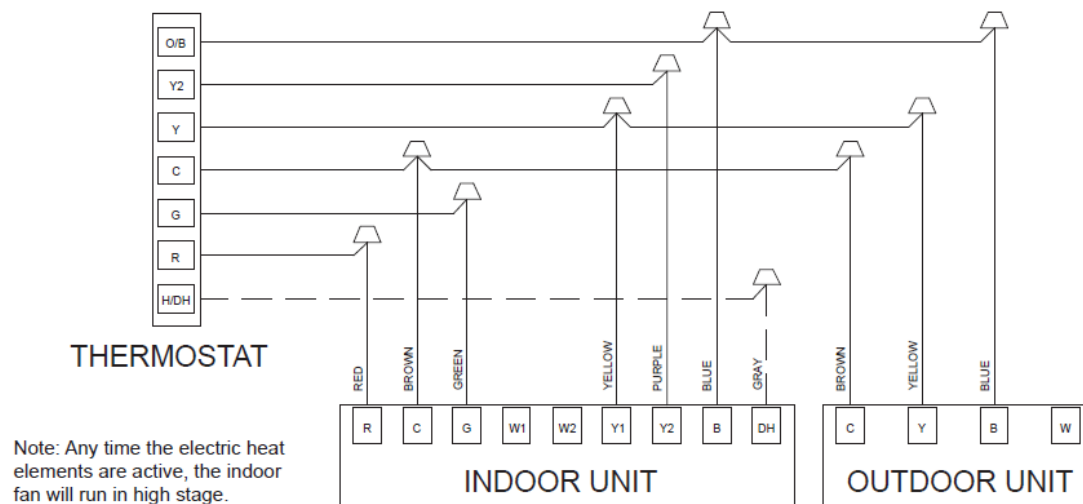 O/B
Y2
Y
C
G
R
H/DH
THERMOSTAT
RED
BROWN
GREEN
YELLOW
PURPLE
BLUE
GRAY
BROWN
YELLOW
BLUE
R C G W1 W2 Y1 Y2 B DH
C Y B W
INDOOR UNIT
OUTDOOR UNIT
Note: Any time the electric heat
elements are active, the indoor
fan will run in high stage.